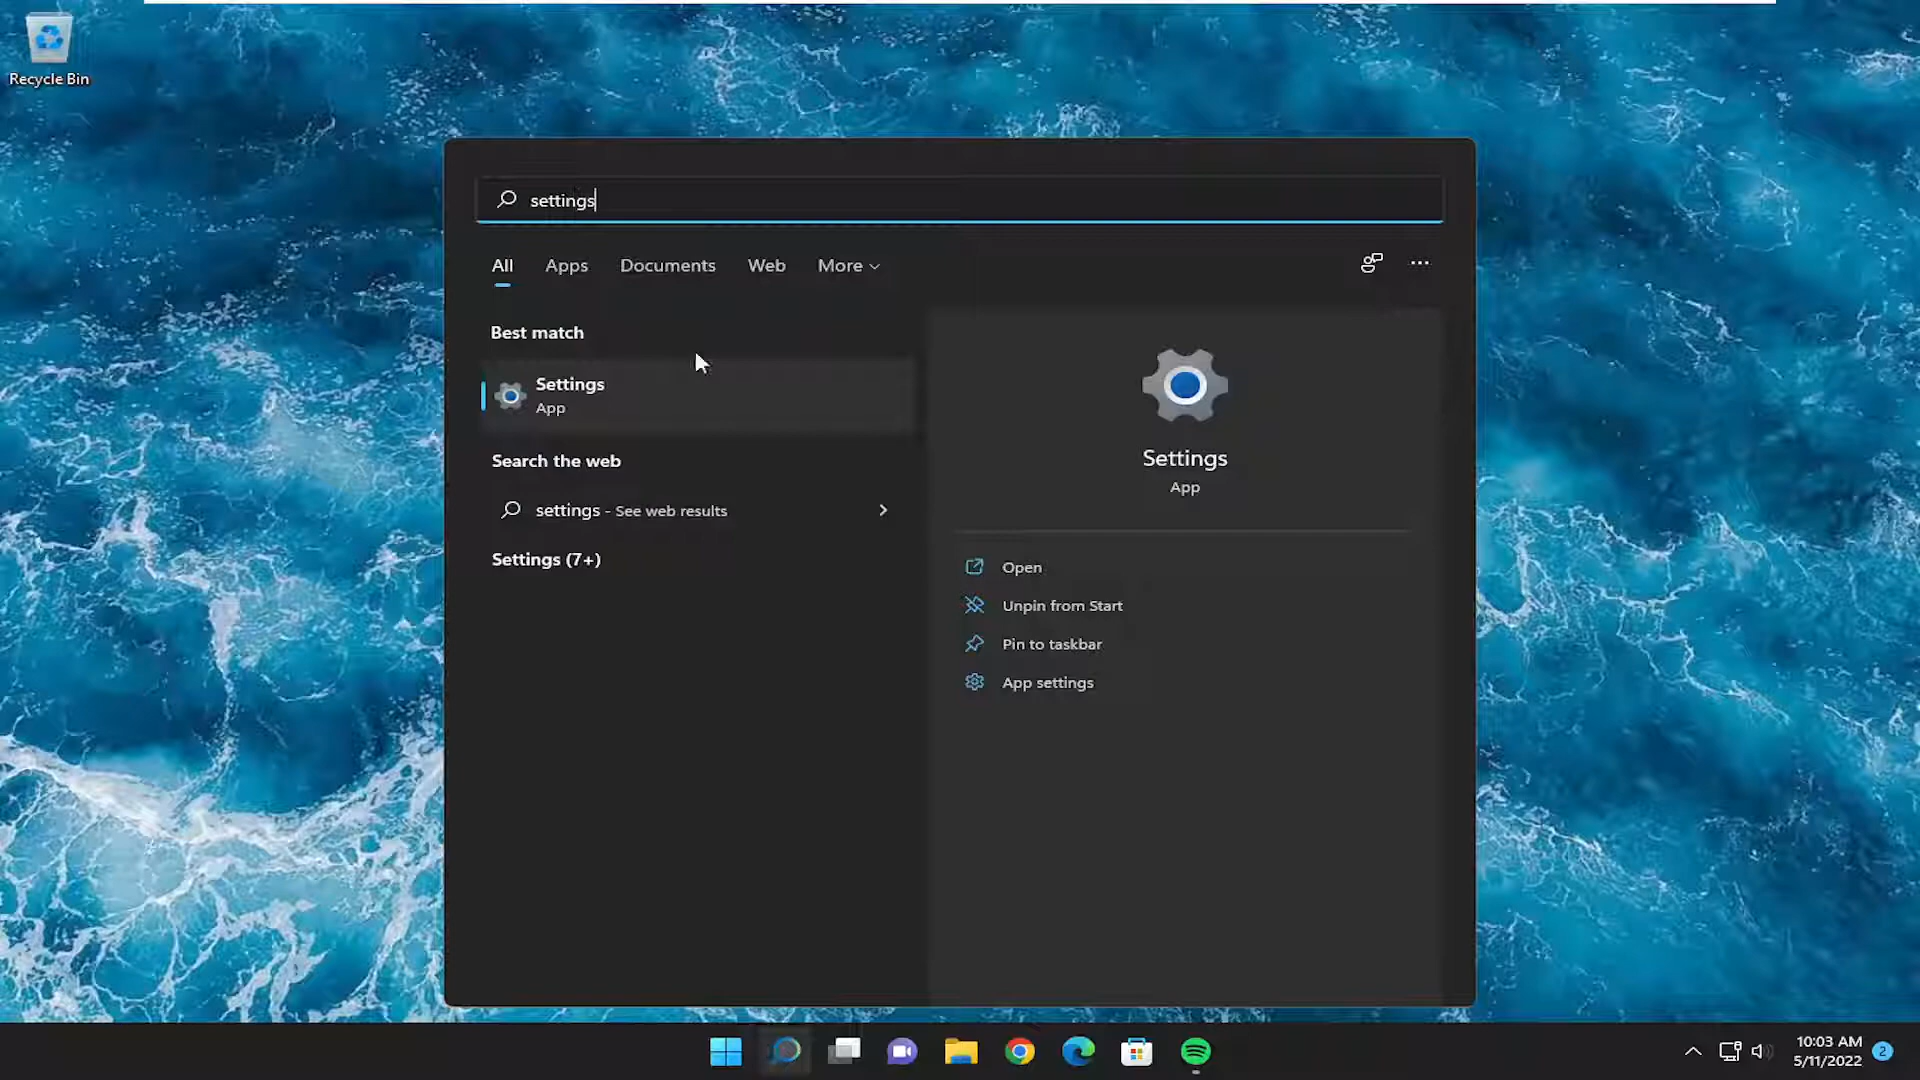 Recycle Bin
settings
All Apps Documents Web More
Best match
Settings
App
Search the web
settings - See web results
Settings (7+)
Settings
App
Open
Unpin from Start
Pin to taskbar
App settings
10:03 AM
5/11/2022
2